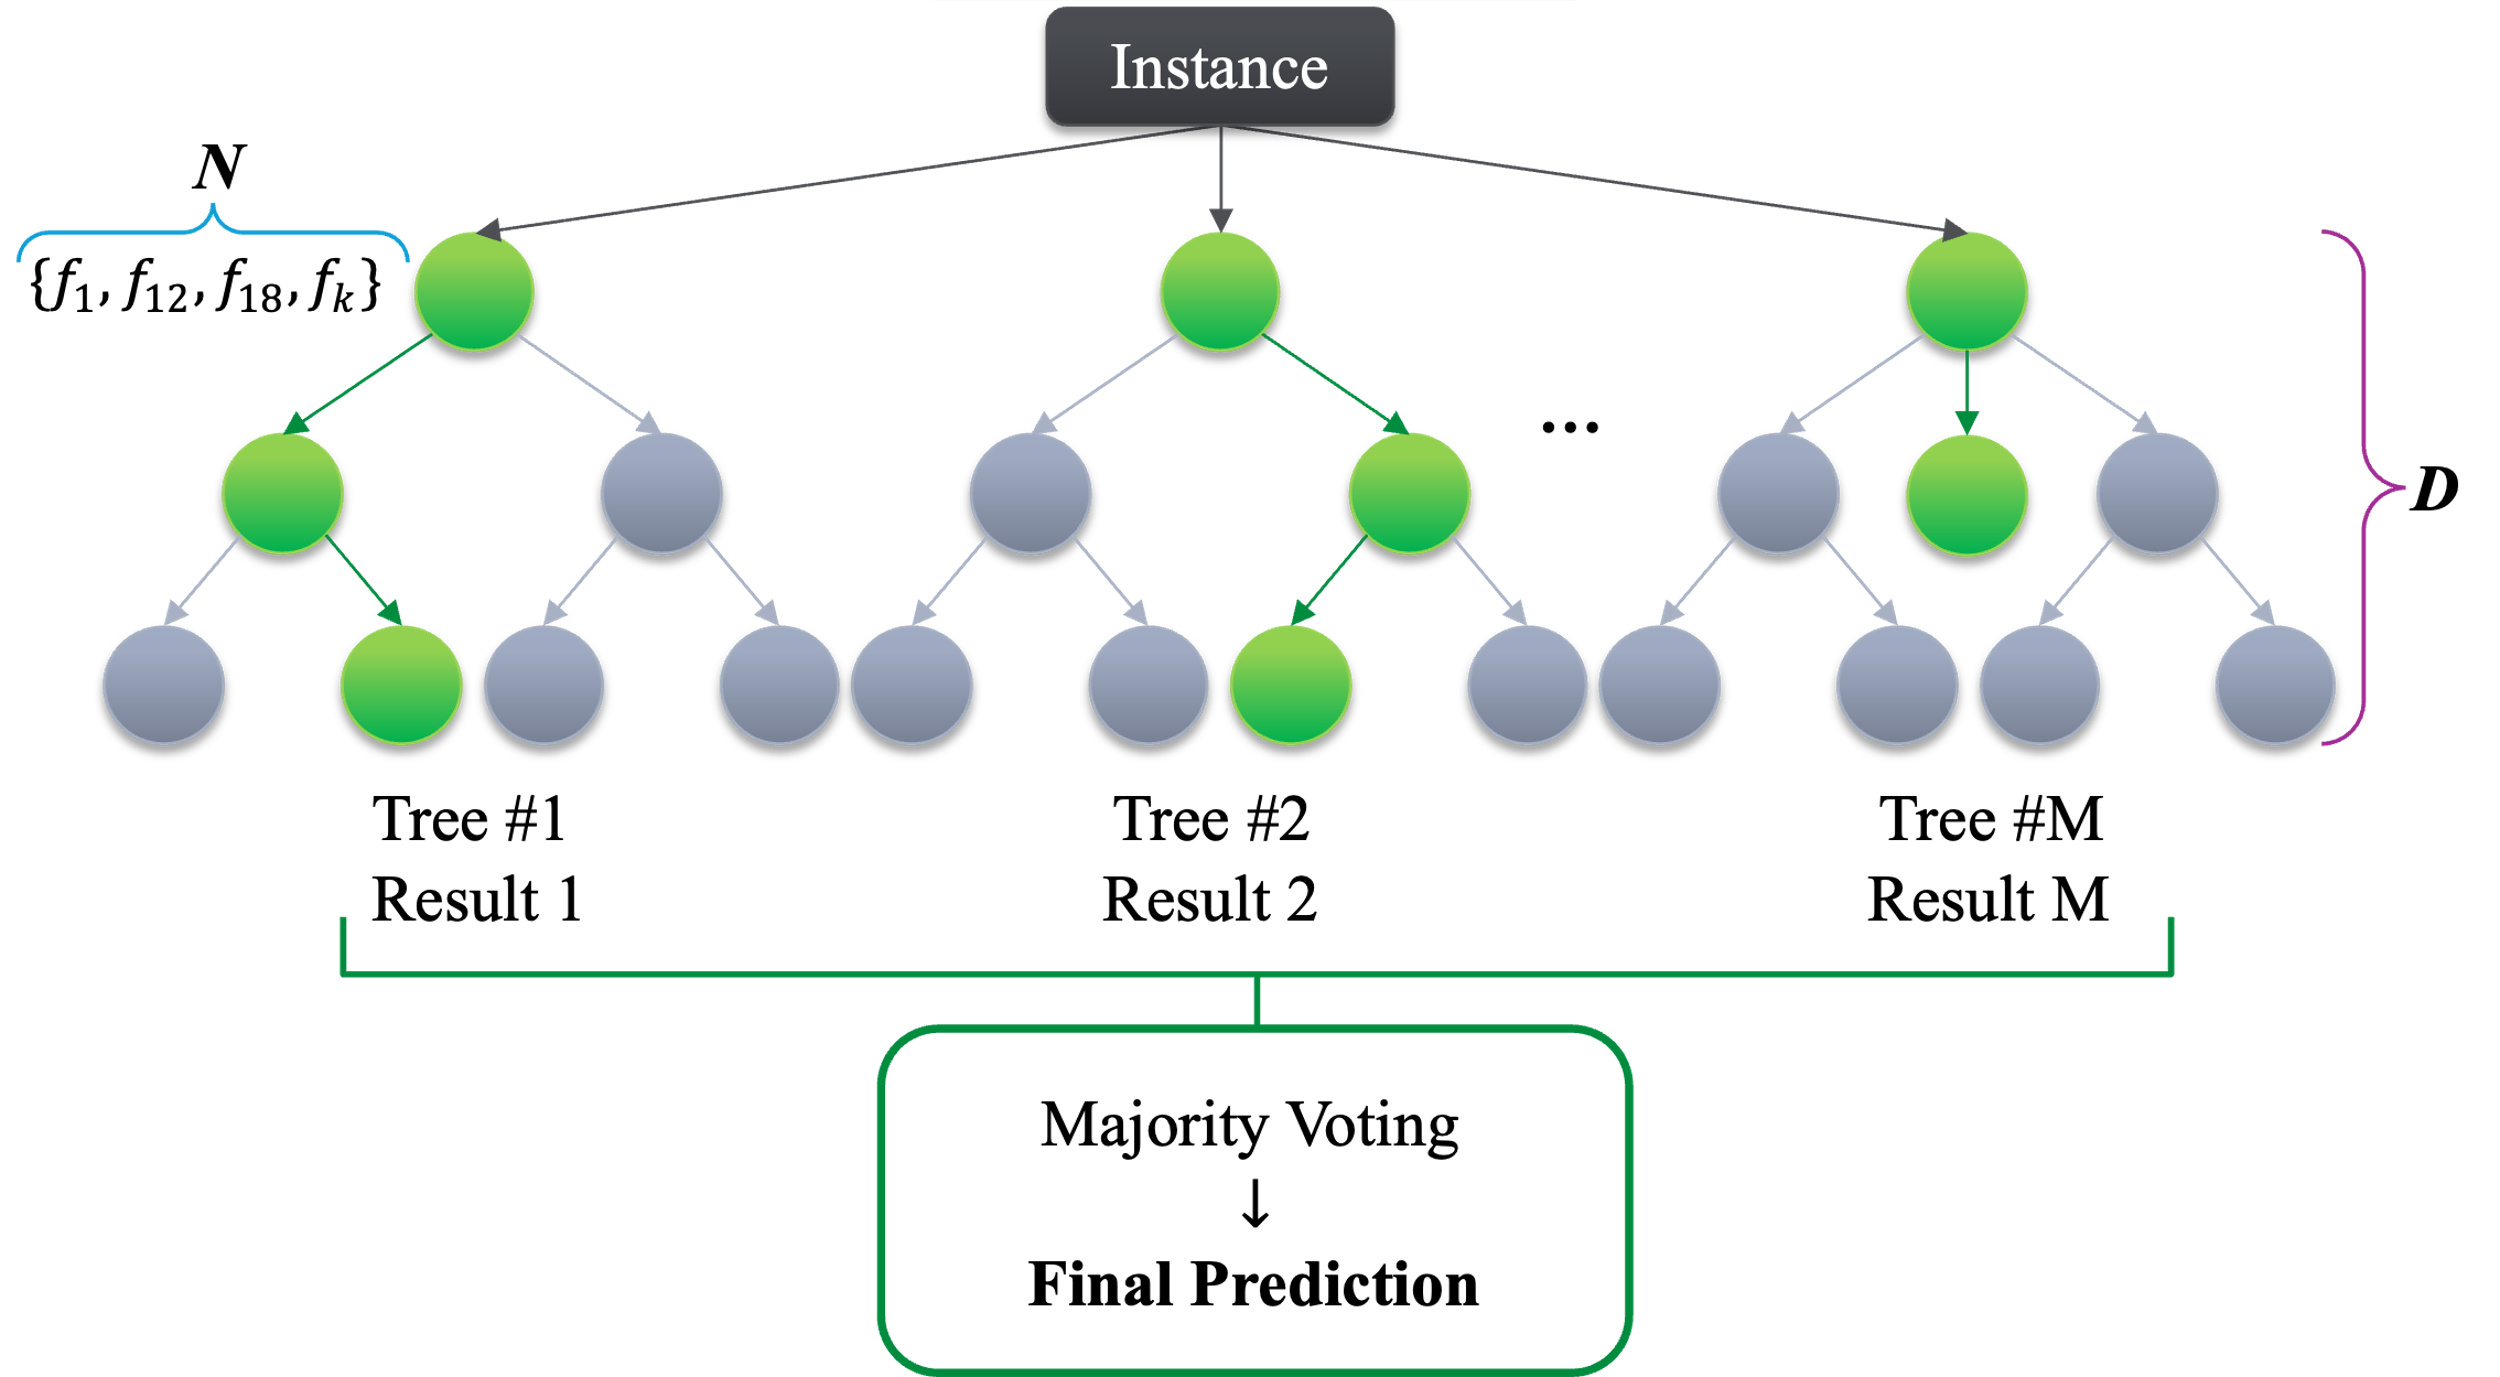 Instance
N
{f₁, f₁₂, f₁₈, fₖ}
...
D
Tree #1
Result 1
Tree #2
Result 2
Tree #M
Result M
Majority Voting
↓
Final Prediction